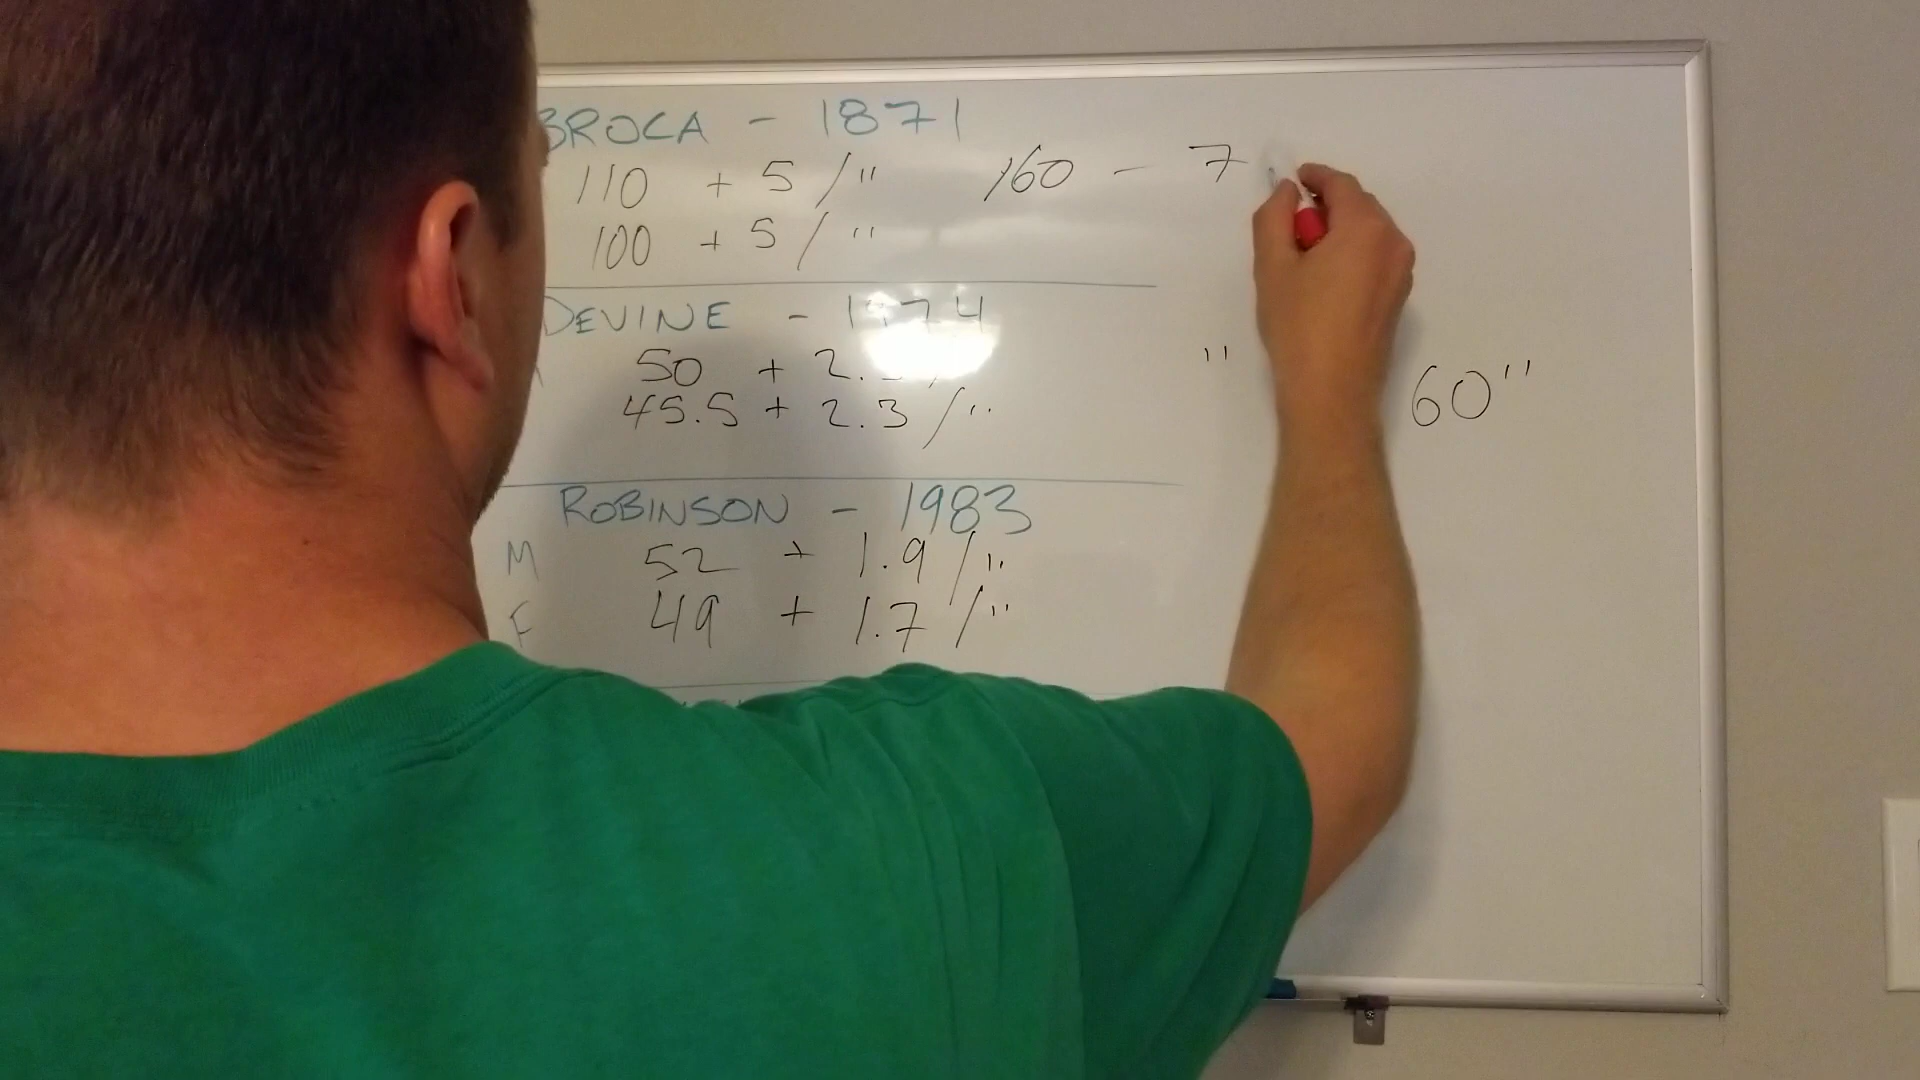 BROCA - 1871
110 + 5/" 160 - 7
100 + 5/"
DEVINE - 1974
50 + 2. "
45.5 + 2.3/" 60"
ROBINSON - 1983
M 52 + 1.9/"
F 49 + 1.7/"